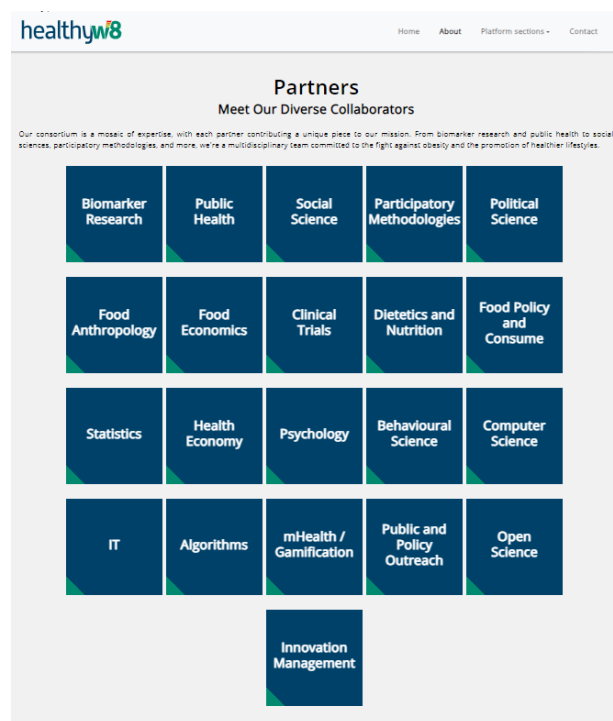 healthyw8
Home About Platform sections Contact
Partners
Meet Our Diverse Collaborators
Our consortium is a mosaic of expertise, with each partner contributing a unique piece to our mission. From biomarker research and public health to social
sciences, participatory methodologies, and more, we're a multidisciplinary team committed to the fight against obesity and the promotion of healthier lifestyles.
Biomarker
Research
Public
Health
Social
Science
Participatory
Methodologies
Political
Science
Food
Anthropology
Food
Economics
Clinical
Trials
Dietetics and
Nutrition
Food Policy
and
Consume
Statistics
Health
Economy
Psychology
Behavioural
Science
Computer
Science
IT
Algorithms
mHealth /
Gamification
Public and
Policy
Outreach
Open
Science
Innovation
Management